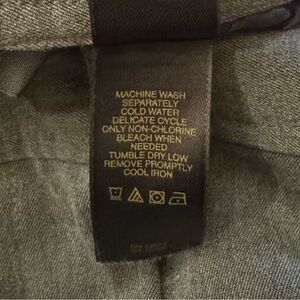 MACHINE WASH
SEPARATELY
COLD WATER
DELICATE CYCLE
ONLY NON-CHLORINE
BLEACH WHEN
NEEDED
TUMBLE DRY LOW
REMOVE PROMPTLY
COOL IRON